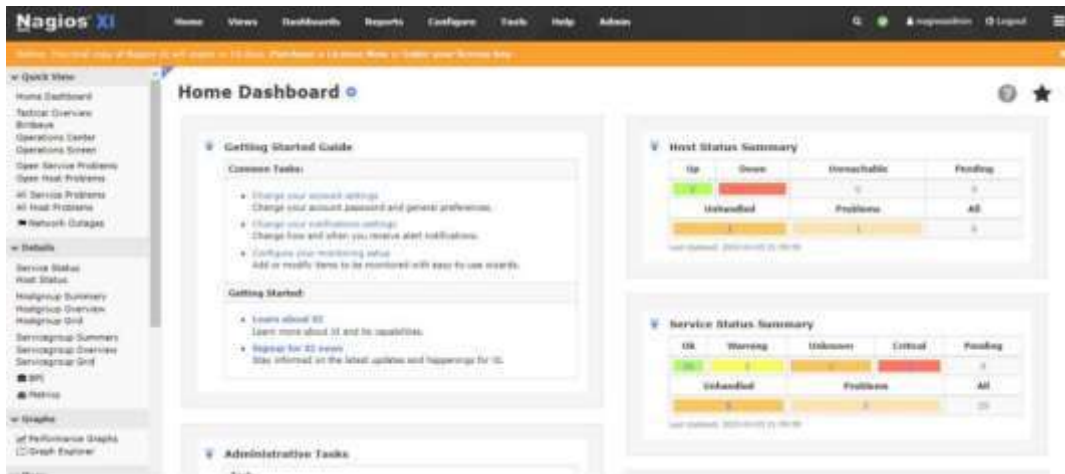 Nagios XI
Home Views Dashboards Reports Configure Tools Help Admin
nagiosadmin Logout
Quick View
Home Dashboard
Tactical Overview
Birdseye
Operations Center
Operations Screen
Open Service Problems
Open Host Problems
All Service Problems
All Host Problems
Network Outages
Details
Service Status
Host Status
Hostgroup Summary
Hostgroup Overview
Hostgroup Grid
Servicegroup Summary
Servicegroup Overview
Servicegroup Grid
BPI
Metrics
Graphs
Performance Graphs
Graph Explorer
Home Dashboard
Getting Started Guide
Common Tasks:
Change your account settings
Change your account password and general preferences.
Change your notifications settings
Change how and when you receive alert notifications.
Configure your monitoring setup
Add or modify items to be monitored with easy-to-use wizards.
Getting Started:
Learn about XI
Learn more about XI and its capabilities.
Signup for XI news
Stay informed on the latest updates and happenings for XI.
Administrative Tasks
Host Status Summary
Up Down Unreachable Pending
Unhandled Problems All
Last Updated:
Service Status Summary
Ok Warning Unknown Critical Pending
Unhandled Problems All
Last Updated: